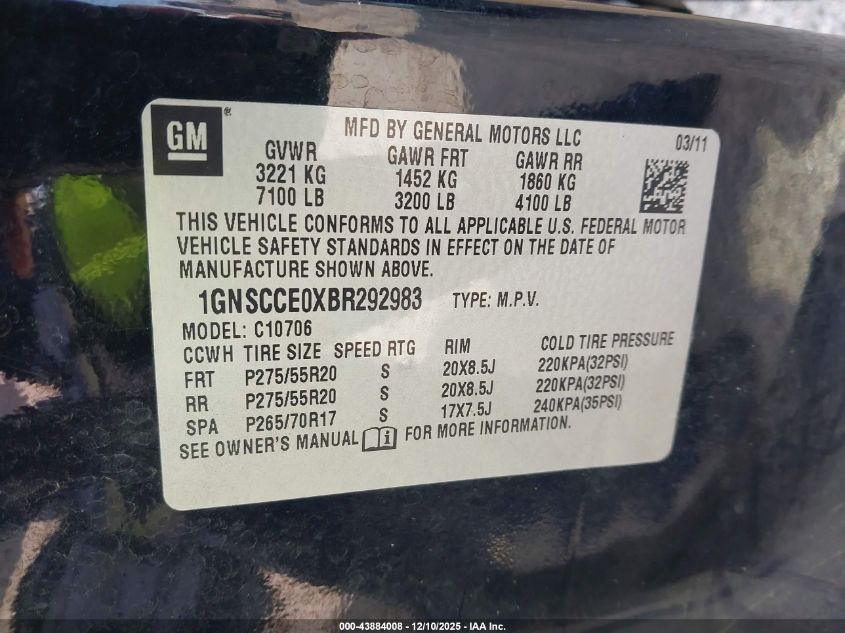 GM ®
MFD BY GENERAL MOTORS LLC
03/11
GVWR GAWR FRT GAWR RR
3221 KG 1452 KG 1860 KG
7100 LB 3200 LB 4100 LB
THIS VEHICLE CONFORMS TO ALL APPLICABLE U.S. FEDERAL MOTOR
VEHICLE SAFETY STANDARDS IN EFFECT ON THE DATE OF
MANUFACTURE SHOWN ABOVE.
1GNSCCE0XBR292983 TYPE: M.P.V.
MODEL: C10706
CCWH TIRE SIZE SPEED RTG RIM COLD TIRE PRESSURE
FRT P275/55R20 S 20X8.5J 220KPA(32PSI)
RR P275/55R20 S 20X8.5J 220KPA(32PSI)
SPA P265/70R17 S 17X7.5J 240KPA(35PSI)
SEE OWNER'S MANUAL i FOR MORE INFORMATION.
000-43884008 - 12/10/2025 - IAA Inc.